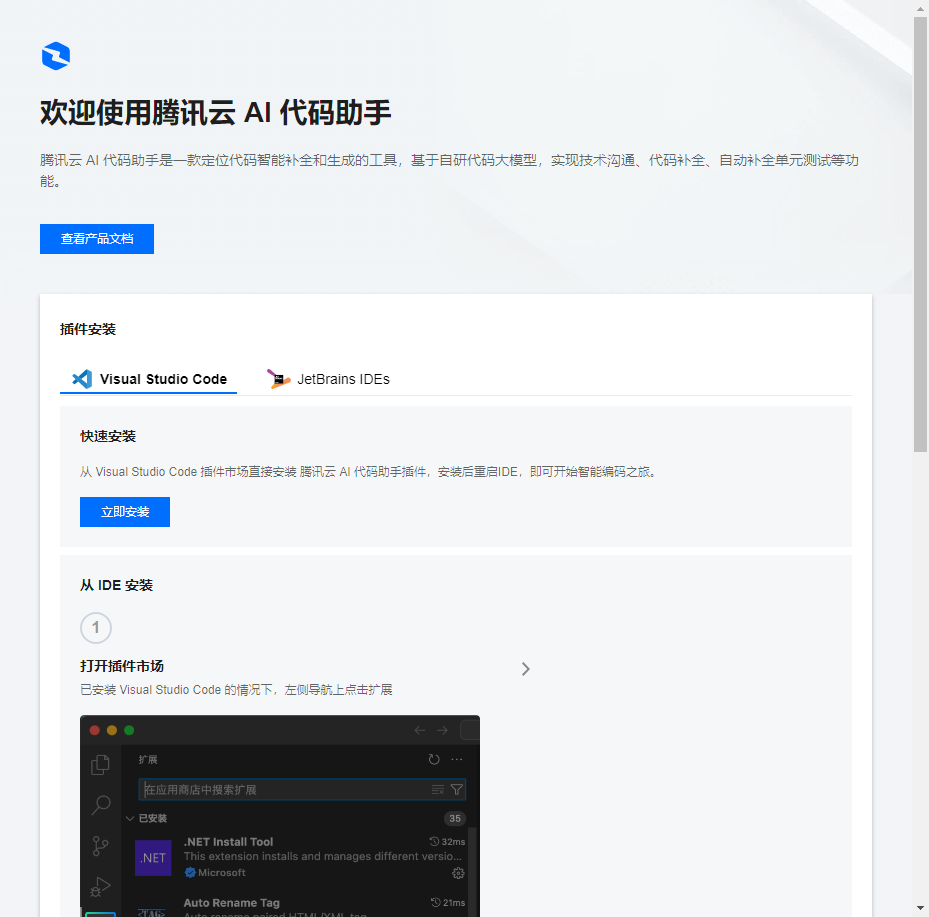 欢迎使用腾讯云 AI 代码助手
腾讯云 AI 代码助手是一款定位代码智能补全和生成的工具，基于自研代码大模型，实现技术沟通、代码补全、自动补全单元测试等功
能。
查看产品文档
插件安装
Visual Studio Code
JetBrains IDEs
快速安装
从 Visual Studio Code 插件市场直接安装 腾讯云 AI 代码助手插件，安装后重启IDE，即可开始智能编码之旅。
立即安装
从 IDE 安装
1
打开插件市场
已安装 Visual Studio Code 的情况下，左侧导航上点击扩展
扩展
在应用商店中搜索扩展
已安装
35
.NET
.NET Install Tool
32ms
This extension installs and manages different versio...
Microsoft
TAG
Auto Rename Tag
21ms
Auto rename paired HTML/XML tag